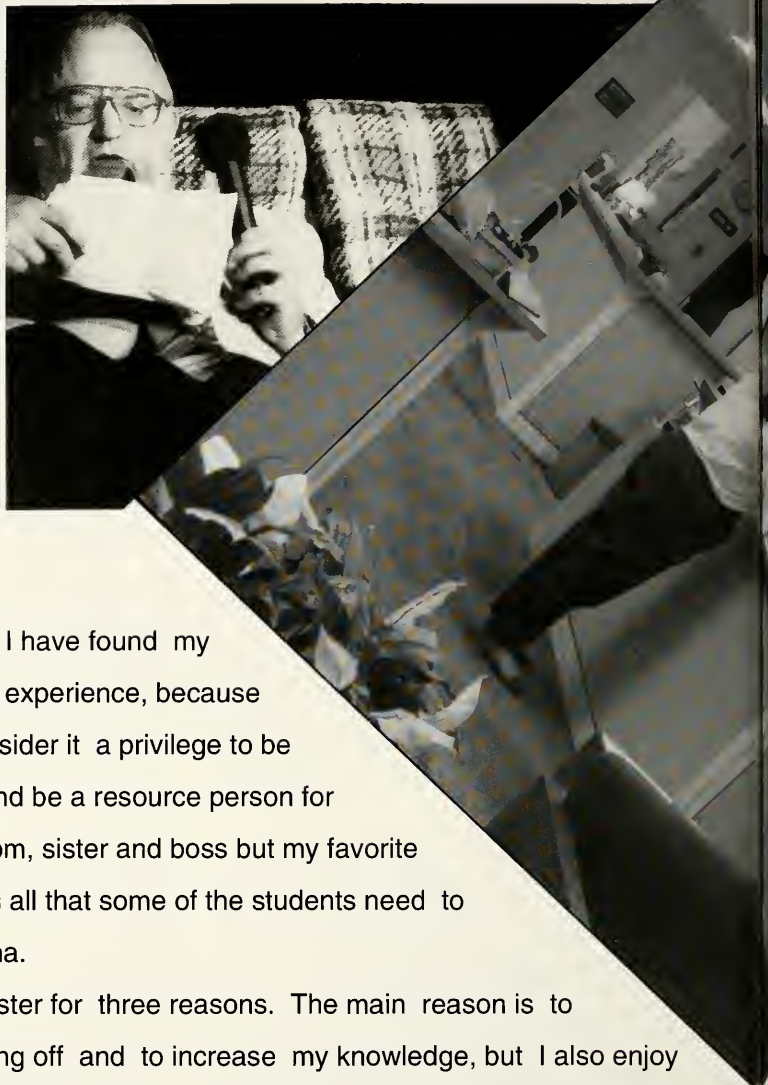 I have found my
experience, because
sider it a privilege to be
nd be a resource person for
om, sister and boss but my favorite
all that some of the students need to
na.
ster for three reasons. The main reason is to
ng off and to increase my knowledge, but I also enjoy